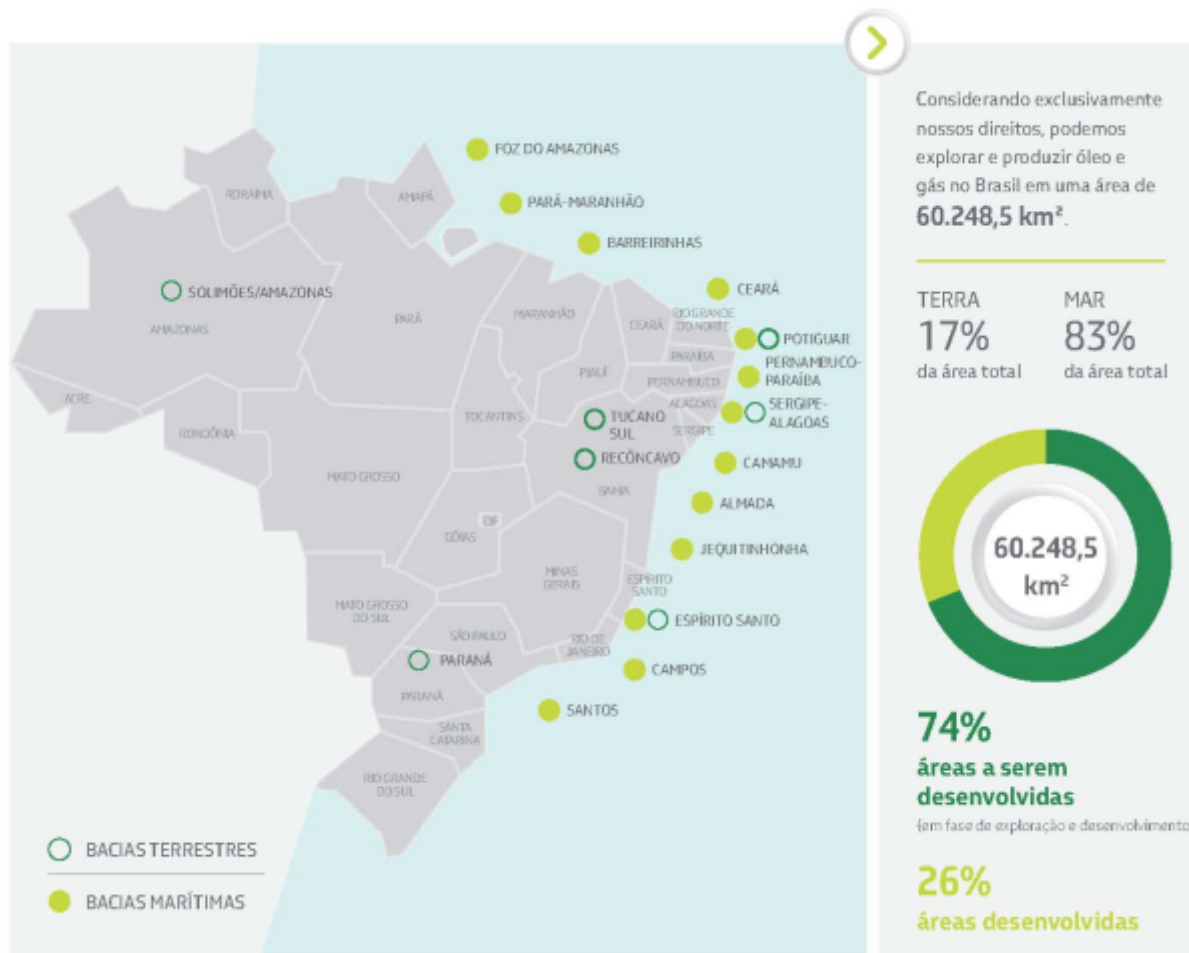 FOZ DO AMAZONAS
PARÁ-MARANHÃO
BARREIRINHAS
CEARÁ
POTIGUAR
PERNAMBUCO-
PARAÍBA
SERGIPE-
ALAGOAS
CAMAMU
ALMADA
JEQUITINHONHA
ESPÍRITO SANTO
CAMPOS
SANTOS
SOLIMÕES/AMAZONAS
TUCANO
SUL
RECÔNCAVO
PARANÁ
RORAIMA
AMAPÁ
AMAZONAS
PARÁ
MARANHÃO
CEARÁ
RIO GRANDE
DO NORTE
PARAÍBA
PIAUÍ
PERNAMBUCO
ALAGOAS
SERGIPE
ACRE
RONDÔNIA
TOCANTINS
MATO GROSSO
BAHIA
GÓIAS
DF
MINAS
GERAIS
ESPÍRITO
SANTO
MATO GROSSO
DO SUL
SÃO PAULO
RIO DE
JANEIRO
PARANÁ
SANTA
CATARINA
RIO GRANDE
DO SUL
BACIAS TERRESTRES
BACIAS MARÍTIMAS
Considerando exclusivamente
nossos direitos, podemos
explorar e produzir óleo e
gás no Brasil em uma área de
60.248,5 km².
TERRA
17%
da área total
MAR
83%
da área total
60.248,5
km²
74%
áreas a serem
desenvolvidas
(em fase de exploração e desenvolvimento
26%
áreas desenvolvidas